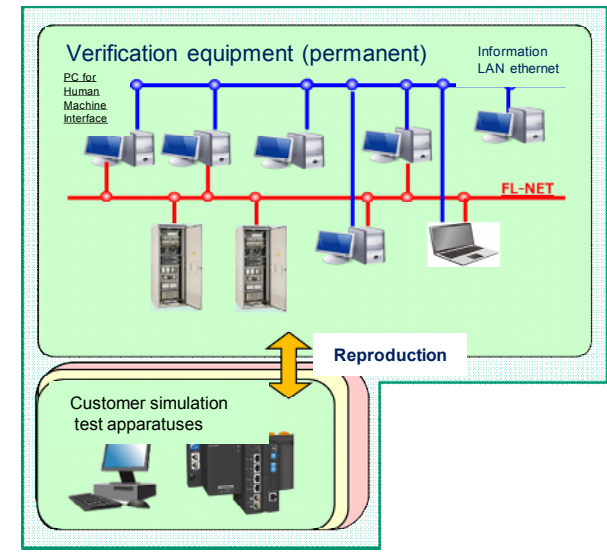 Verification equipment (permanent)
Information
LAN ethernet
PC for
Human
Machine
Interface
FL-NET
Reproduction
Customer simulation
test apparatuses